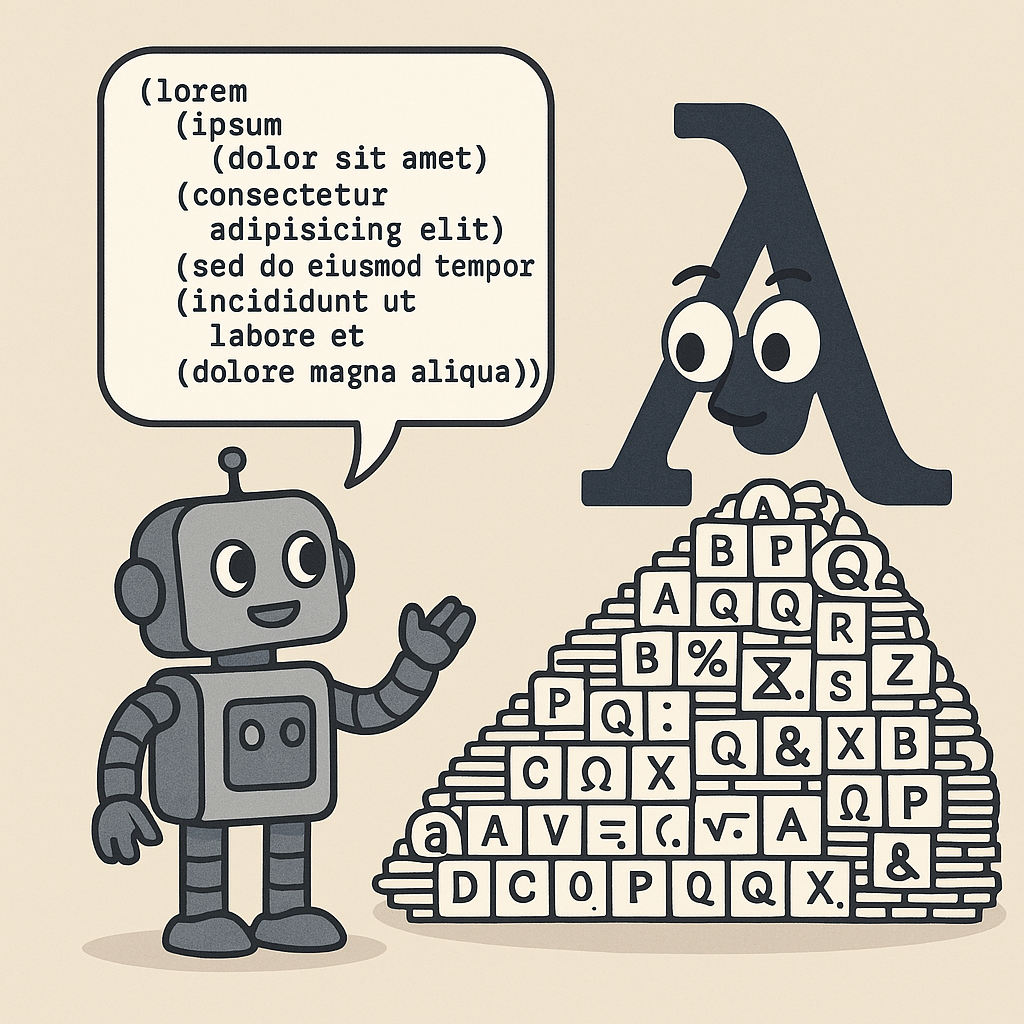 (lorem
(ipsum
(dolor sit amet)
(consectetur
adipisicing elit)
(sed do eiusmod tempor
(incididunt ut
labore et
(dolore magna aliqua))
λ
A
B P Q
A Q Q R
B % S Z
P Q :
Q & X B
C Ω X Ω P
a A V A &
D C O P Q Q X.